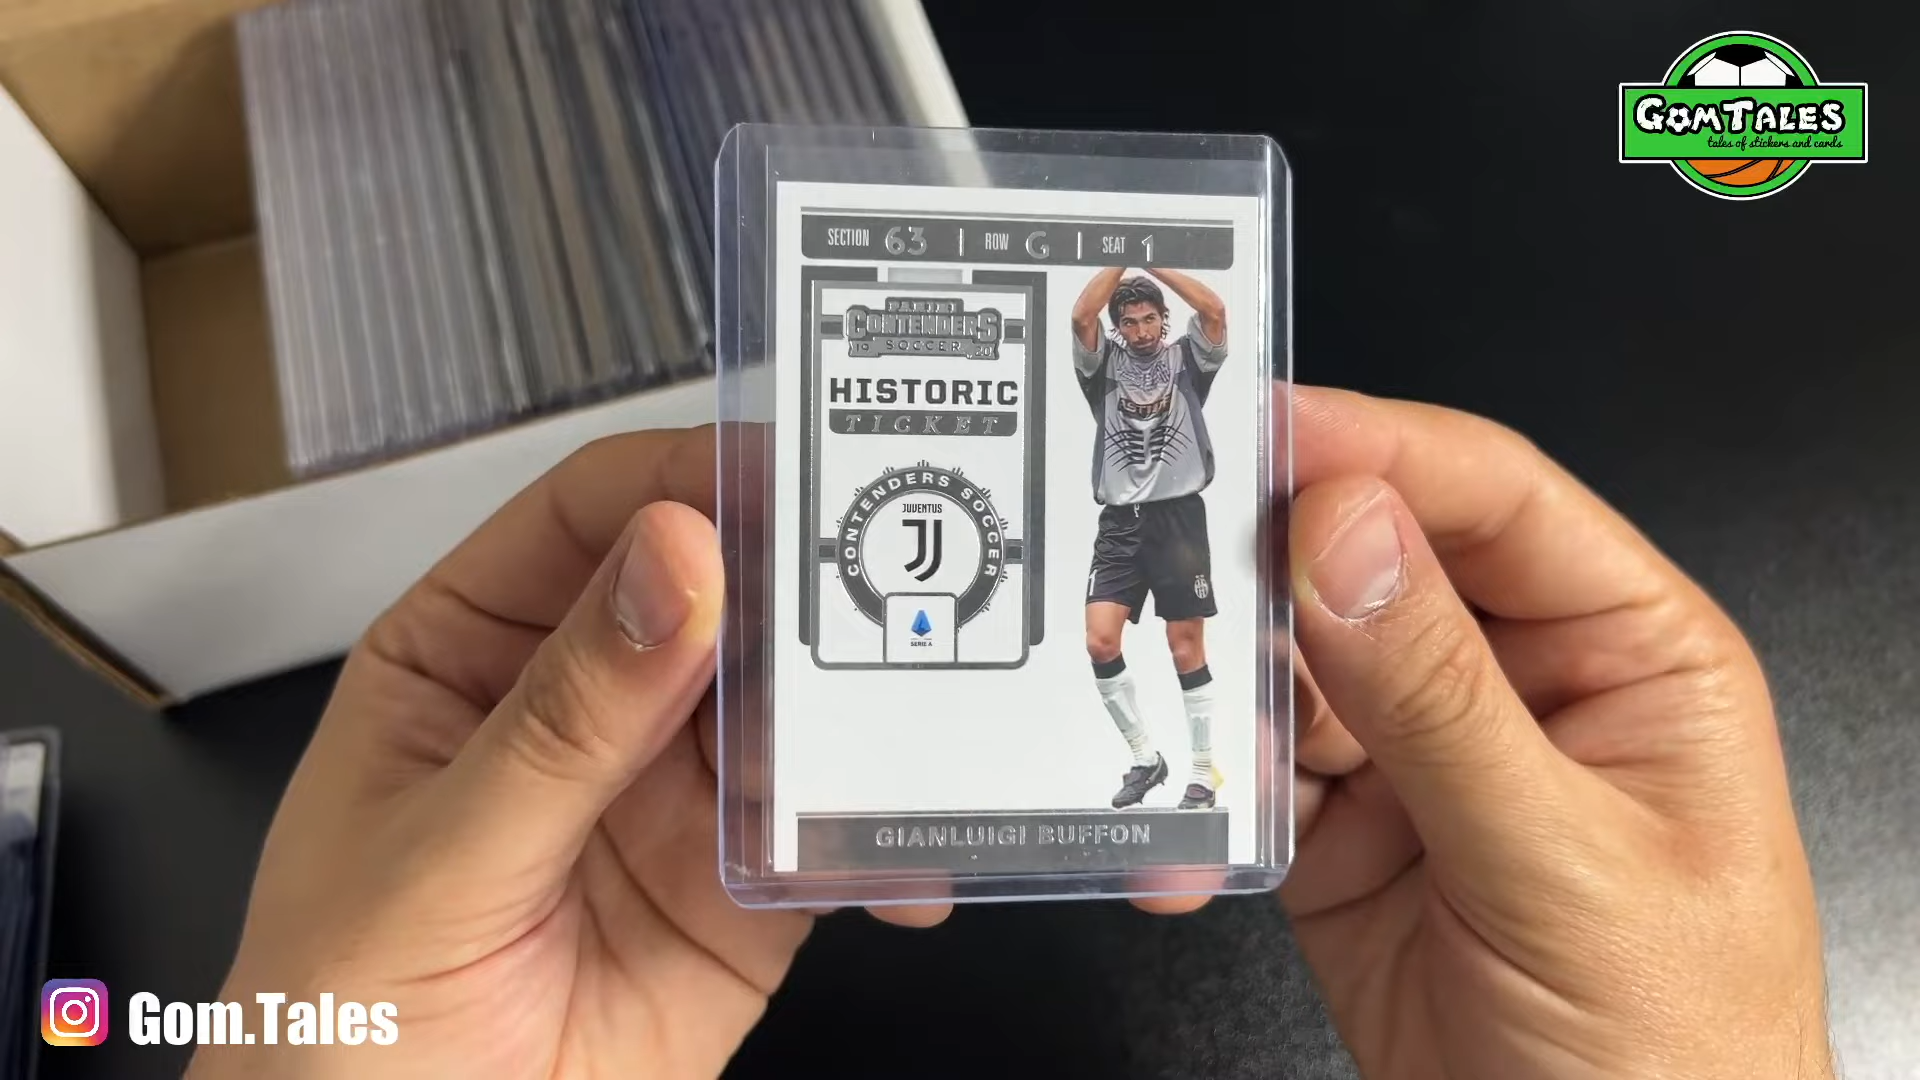 GOMTALES
tales of stickers and cards
SECTION 63 | ROW G | SEAT 1
PANINI
CONTENDERS
19 SOCCER 20
HISTORIC
TICKET
CONTENDERS SOCCER
JUVENTUS
SERIE A
1
GIANLUIGI BUFFON
Gom.Tales